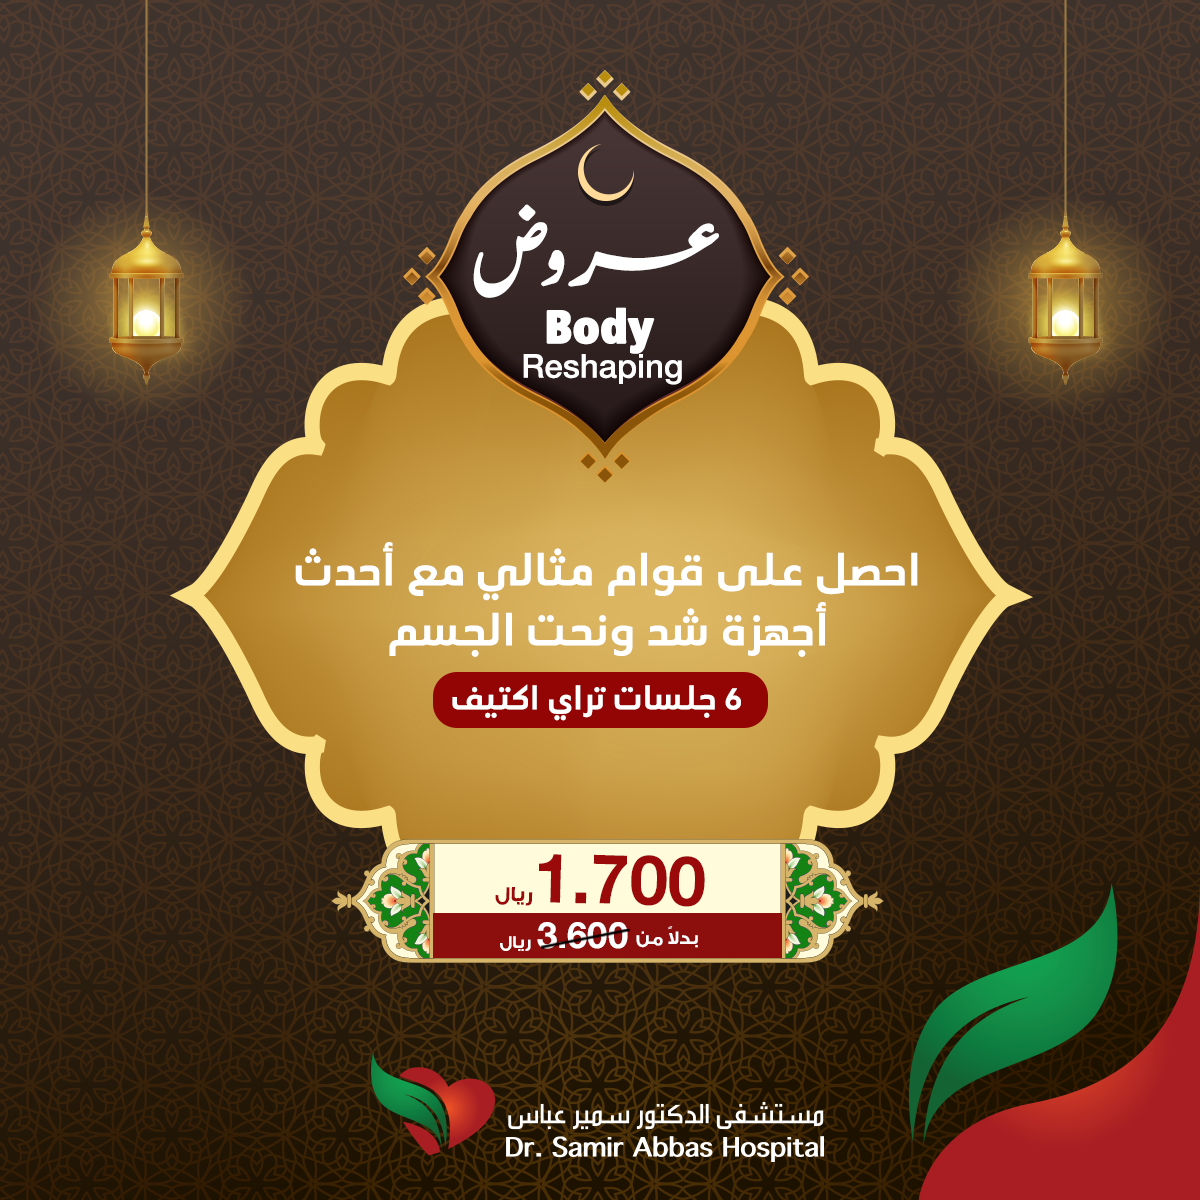 عروض
Body
Reshaping
احصل على قوام مثالي مع أحدث
أجهزة شد ونحت الجسم
6 جلسات تراي اكتيف
1.700 ريال
بدلاً من 3.600 ريال
مستشفى الدكتور سمير عباس
Dr. Samir Abbas Hospital